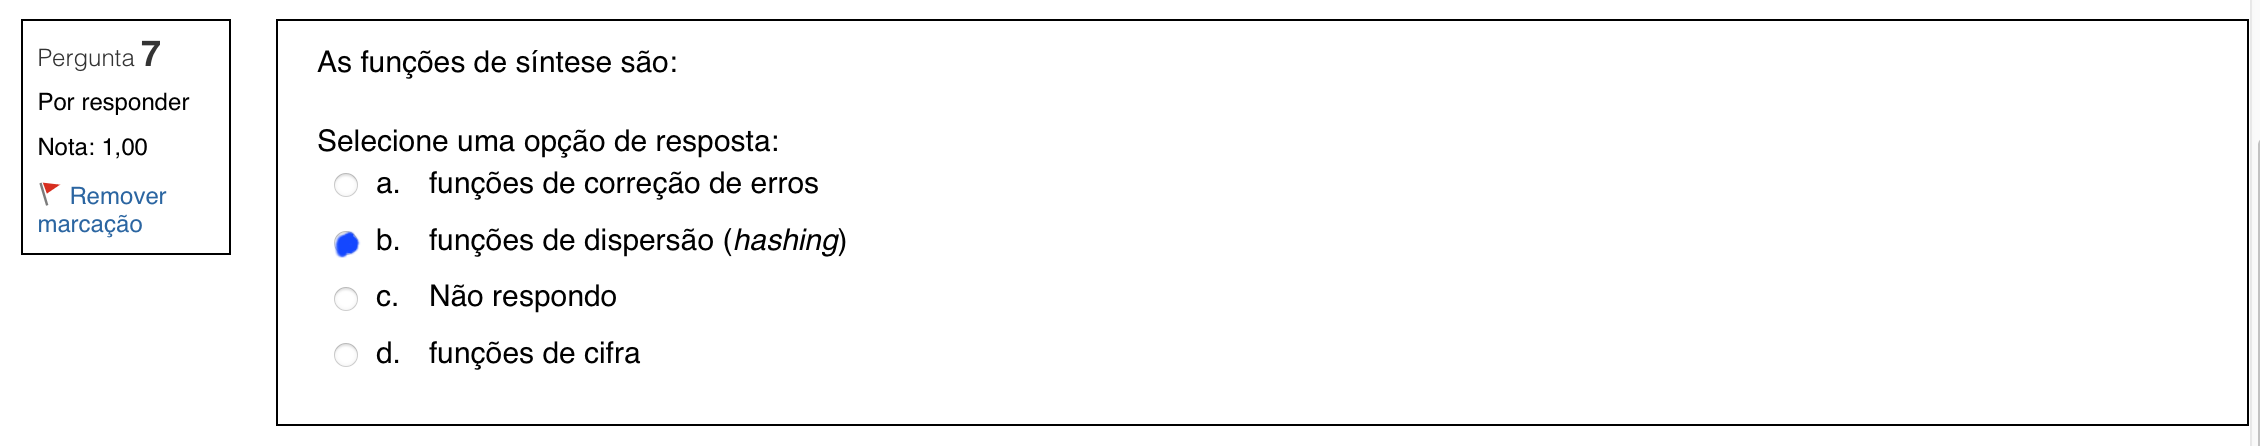 Pergunta 7
Por responder
Nota: 1,00
Remover
marcação
As funções de síntese são:
Selecione uma opção de resposta:
a. funções de correção de erros
b. funções de dispersão (hashing)
c. Não respondo
d. funções de cifra